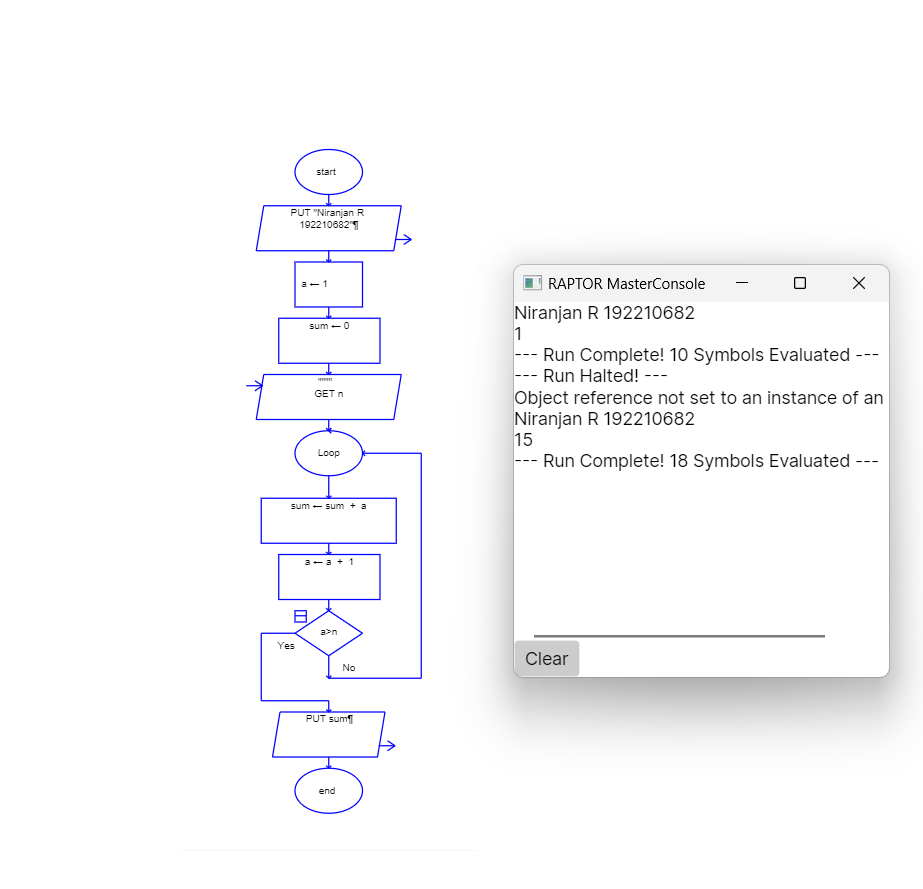 start
PUT "Niranjan R
192210682"¶
a ← 1
sum ← 0
""""
GET n
Loop
sum ← sum + a
a ← a + 1
a>n
Yes
No
PUT sum¶
end
RAPTOR MasterConsole
Niranjan R 192210682
1
--- Run Complete! 10 Symbols Evaluated ---
--- Run Halted! ---
Object reference not set to an instance of an
Niranjan R 192210682
15
--- Run Complete! 18 Symbols Evaluated ---
Clear